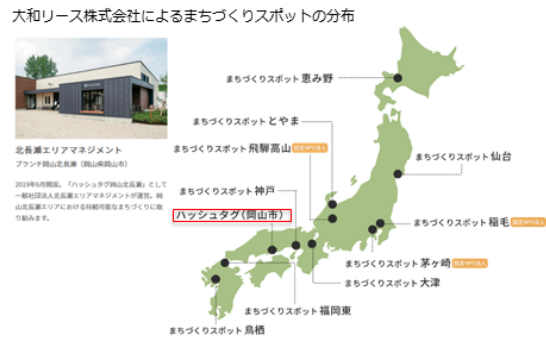 大和リース株式会社によるまちづくりスポットの分布
北長瀬エリアマネジメント
ブランチ岡山北長瀬（岡山県岡山市）
2019年6月開設。「ハッシュタグ岡山北長瀬」として
一般社団法人北長瀬エリアマネジメントが運営。岡
山北長瀬エリアにおける持続可能なまちづくりに取
り組みます。
まちづくりスポット 恵み野
まちづくりスポット とやま
まちづくりスポット 飛騨高山 認定NPO法人
まちづくりスポット 仙台
まちづくりスポット 神戸
ハッシュタグ(岡山市)
まちづくりスポット 稲毛 認定NPO法人
まちづくりスポット 茅ヶ崎 認定NPO法人
まちづくりスポット 大津
まちづくりスポット 福岡東
まちづくりスポット 鳥栖